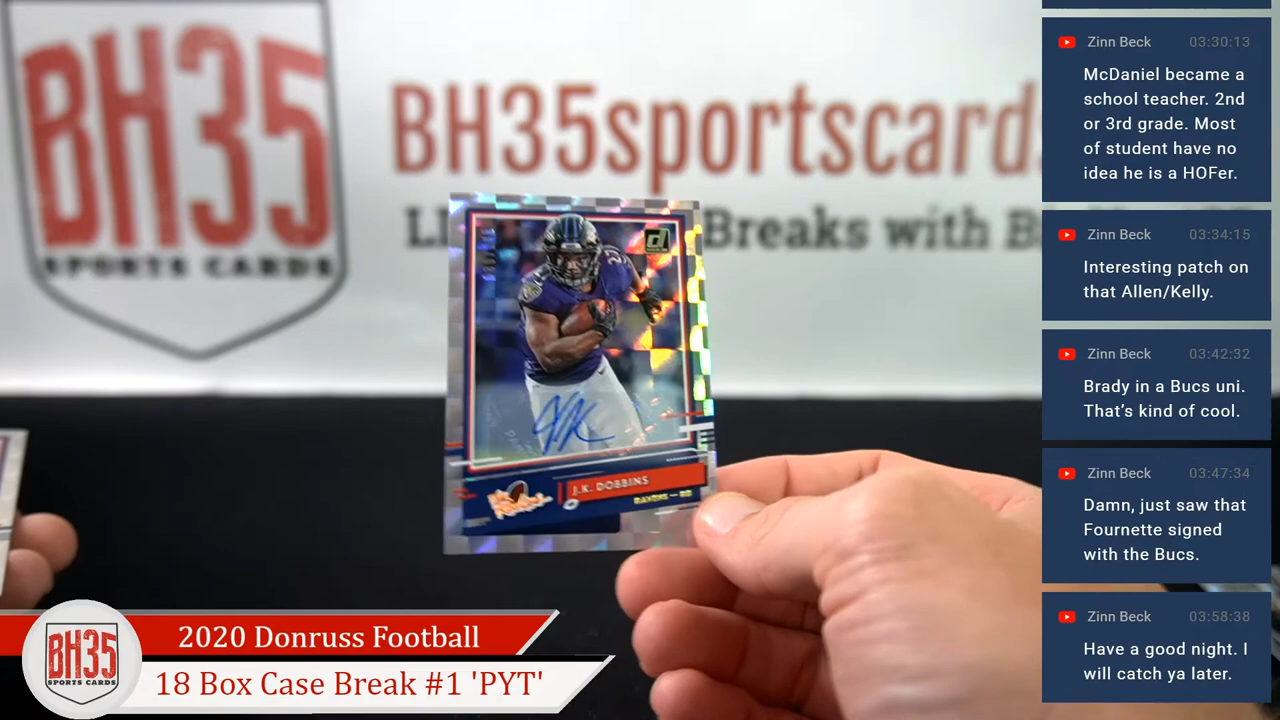 BH35
SPORTS CARDS
BH35sportscards
Breaks with B
J.K. DOBBINS
RAVENS — RB
2020 Donruss Football
18 Box Case Break #1 'PYT'
BH35
SPORTS CARDS
Zinn Beck 03:30:13
McDaniel became a
school teacher. 2nd
or 3rd grade. Most
of student have no
idea he is a HOFer.
Zinn Beck 03:34:15
Interesting patch on
that Allen/Kelly.
Zinn Beck 03:42:32
Brady in a Bucs uni.
That's kind of cool.
Zinn Beck 03:47:34
Damn, just saw that
Fournette signed
with the Bucs.
Zinn Beck 03:58:38
Have a good night. I
will catch ya later.